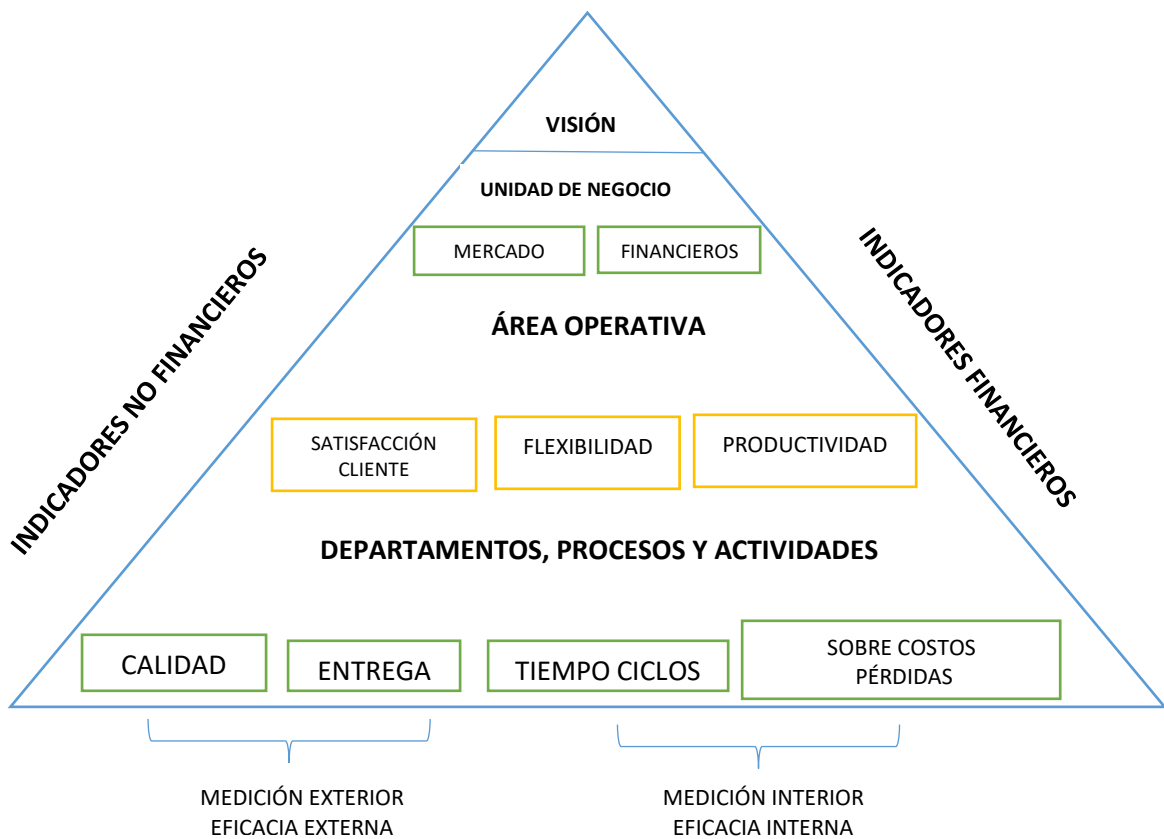 VISIÓN
UNIDAD DE NEGOCIO
MERCADO
FINANCIEROS
INDICADORES NO FINANCIEROS
INDICADORES FINANCIEROS
ÁREA OPERATIVA
SATISFACCIÓN
CLIENTE
FLEXIBILIDAD
PRODUCTIVIDAD
DEPARTAMENTOS, PROCESOS Y ACTIVIDADES
CALIDAD
ENTREGA
TIEMPO CICLOS
SOBRE COSTOS
PÉRDIDAS
MEDICIÓN EXTERIOR
EFICACIA EXTERNA
MEDICIÓN INTERIOR
EFICACIA INTERNA